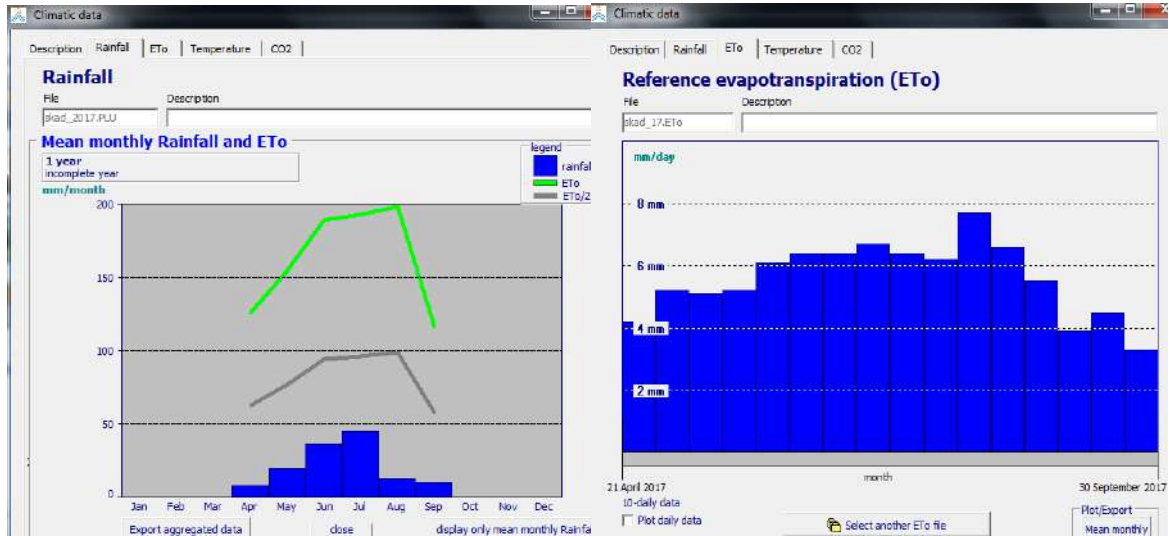 Climatic data
Description Rainfall ETo Temperature CO2
Rainfall
File Description
skad_2017.PLU
Mean monthly Rainfall and ETo
1 year
incomplete year
legend
rainfal
ETo
ETo/2
mm/month
200
150
100
50
0
Jan Feb Mar Apr May Jun Jul Aug Sep Oct Nov Dec
Export aggregated data close display only mean monthly Rainfa
Climatic data
Description Rainfall ETo Temperature CO2
Reference evapotranspiration (ETo)
File Description
skad_17.ETo
mm/day
8 mm
6 mm
4 mm
2 mm
month
21 April 2017 30 September 2017
10-daily data
Plot daily data
Select another ETo file
Plot/Export
Mean monthly